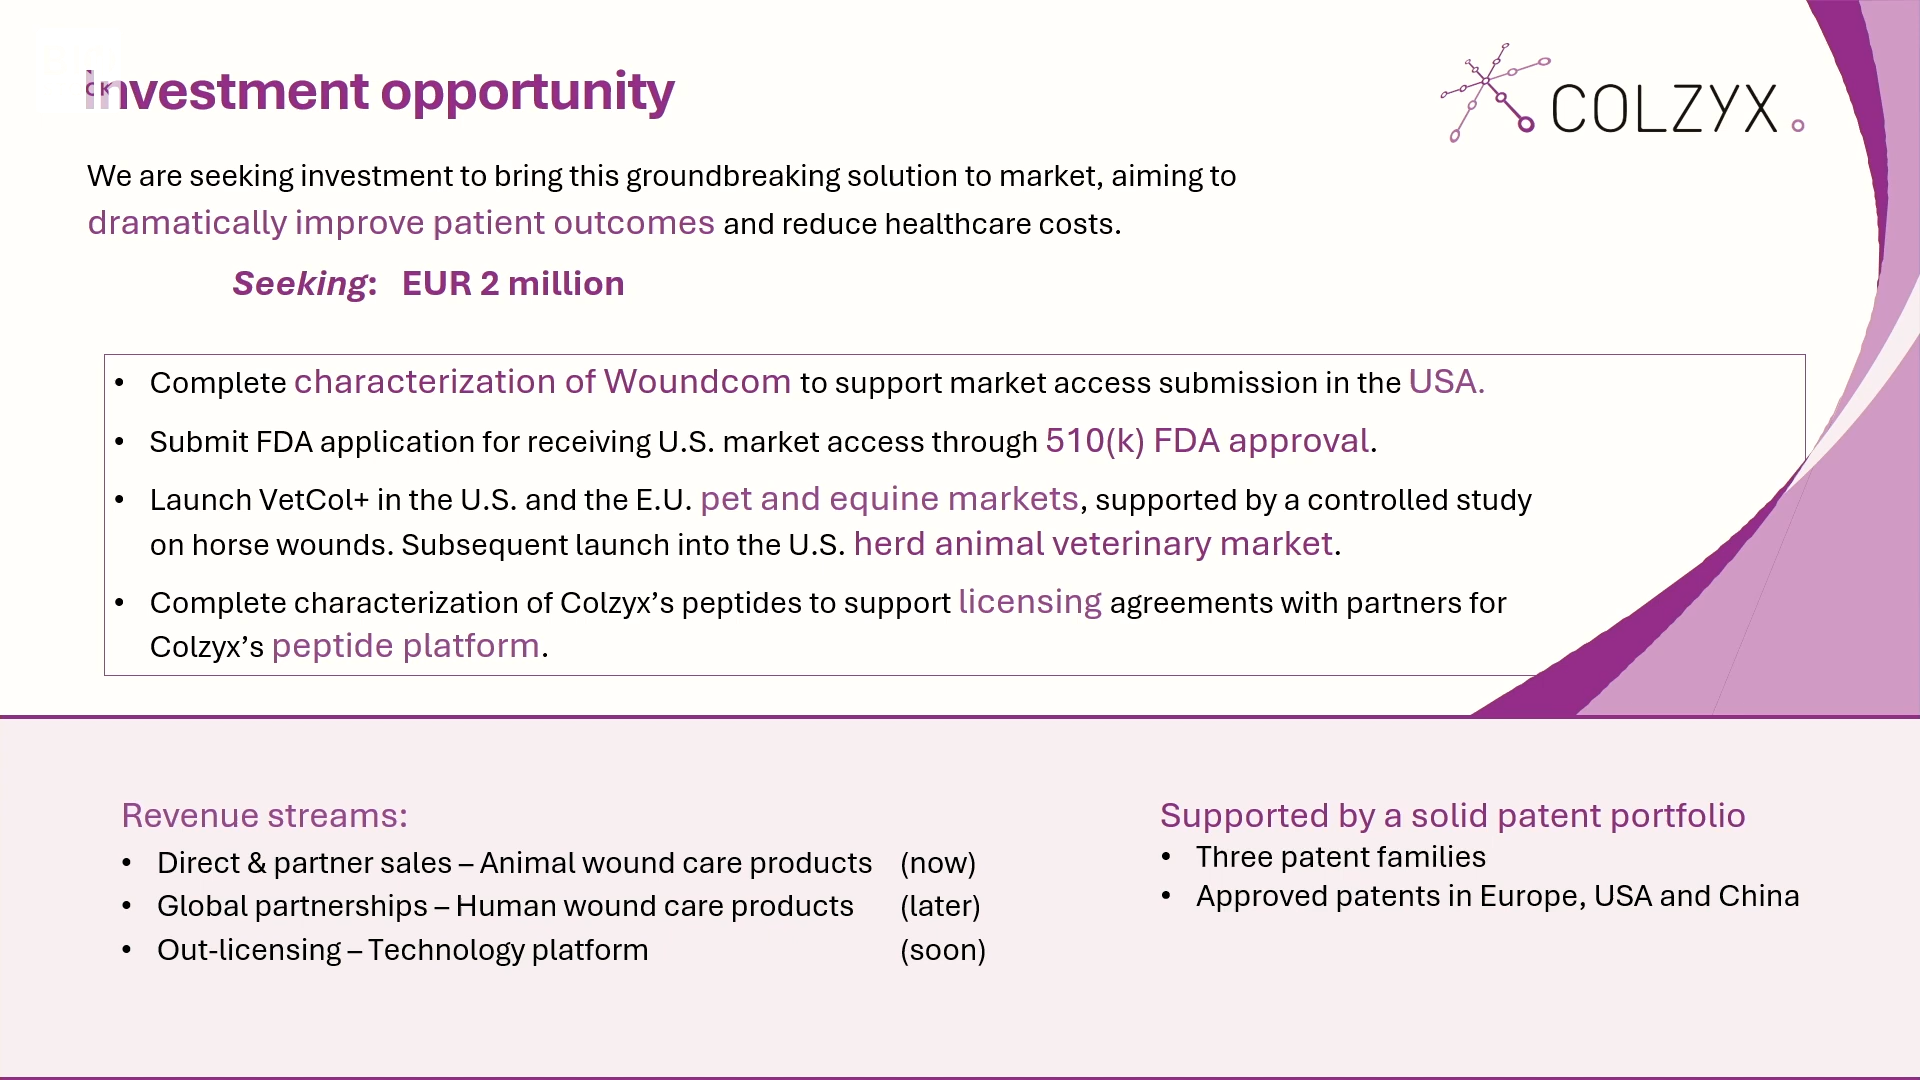 Investment opportunity
COLZYX
We are seeking investment to bring this groundbreaking solution to market, aiming to
dramatically improve patient outcomes and reduce healthcare costs.
Seeking: EUR 2 million
• Complete characterization of Woundcom to support market access submission in the USA.
• Submit FDA application for receiving U.S. market access through 510(k) FDA approval.
• Launch VetCol+ in the U.S. and the E.U. pet and equine markets, supported by a controlled study
on horse wounds. Subsequent launch into the U.S. herd animal veterinary market.
• Complete characterization of Colzyx’s peptides to support licensing agreements with partners for
Colzyx’s peptide platform.
Revenue streams:
• Direct & partner sales – Animal wound care products (now)
• Global partnerships – Human wound care products (later)
• Out-licensing – Technology platform (soon)
Supported by a solid patent portfolio
• Three patent families
• Approved patents in Europe, USA and China